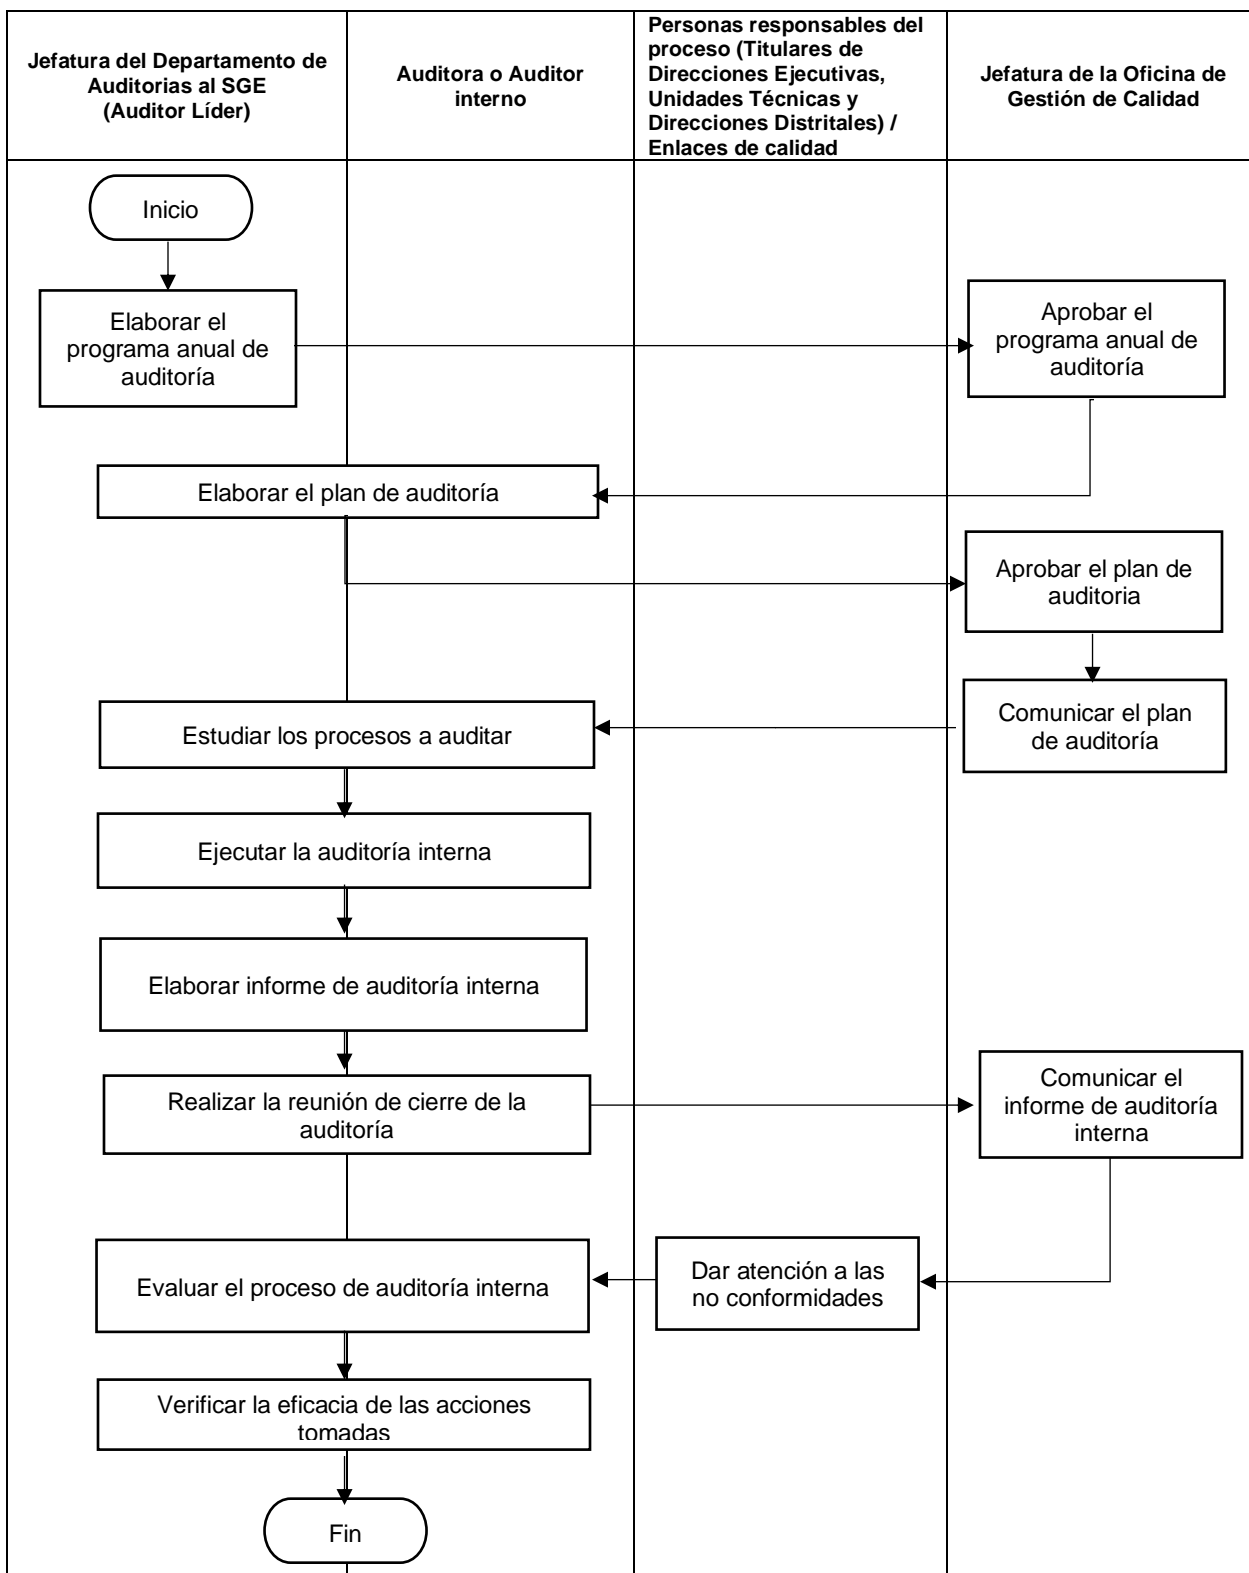 Jefatura del Departamento de
Auditorias al SGE
(Auditor Líder)
Auditora o Auditor
interno
Personas responsables del
proceso (Titulares de
Direcciones Ejecutivas,
Unidades Técnicas y
Direcciones Distritales) /
Enlaces de calidad
Jefatura de la Oficina de
Gestión de Calidad
Inicio
Elaborar el
programa anual de
auditoría
Aprobar el
programa anual de
auditoría
Elaborar el plan de auditoría
Aprobar el plan de
auditoria
Comunicar el plan
de auditoría
Estudiar los procesos a auditar
Ejecutar la auditoría interna
Elaborar informe de auditoría interna
Realizar la reunión de cierre de la
auditoría
Comunicar el
informe de auditoría
interna
Dar atención a las
no conformidades
Evaluar el proceso de auditoría interna
Verificar la eficacia de las acciones
tomadas
Fin